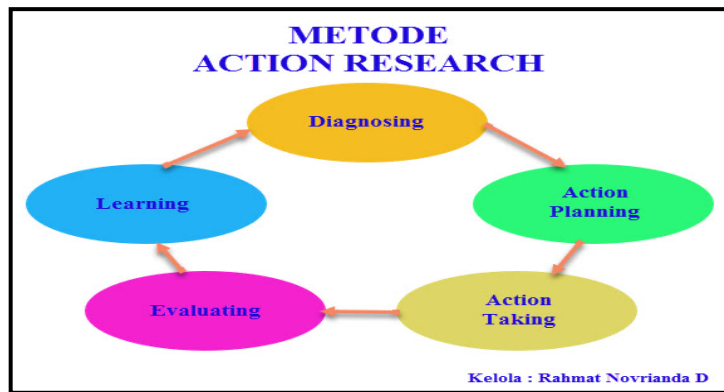 METODE
ACTION RESEARCH
Diagnosing
Action
Planning
Action
Taking
Evaluating
Learning
Kelola : Rahmat Novrianda D